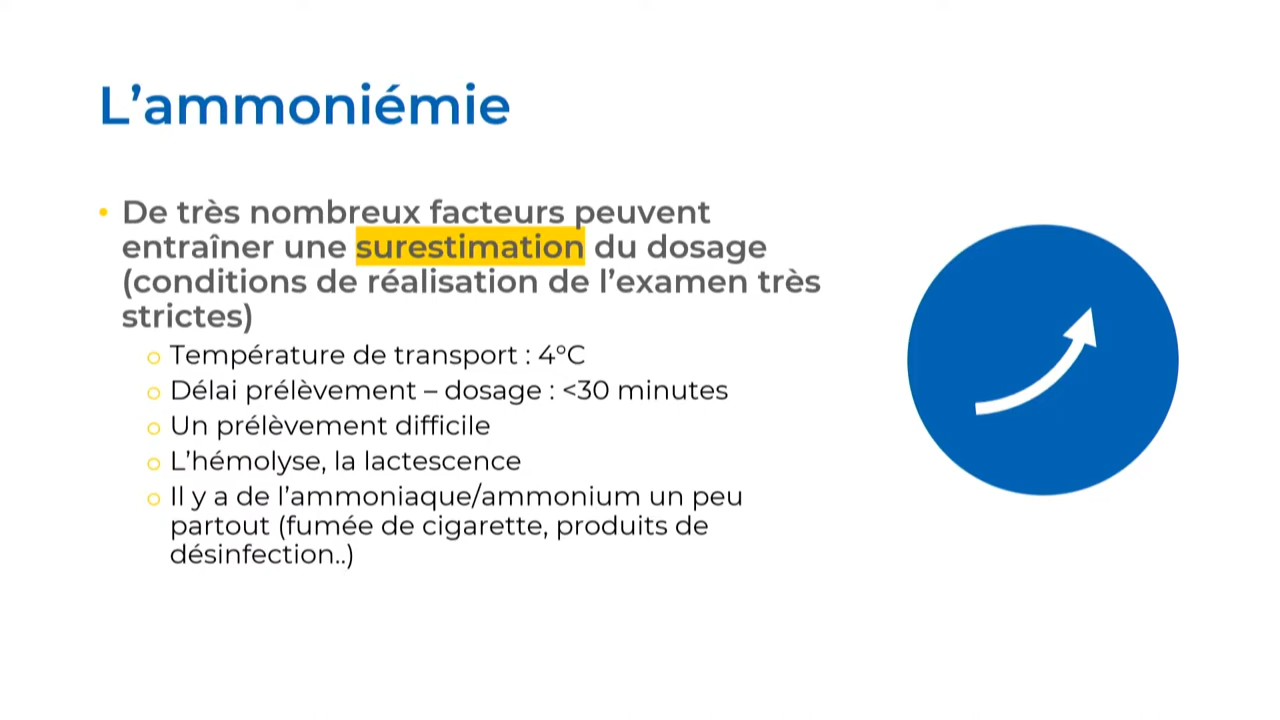 L’ammoniémie
• De très nombreux facteurs peuvent
entraîner une surestimation du dosage
(conditions de réalisation de l’examen très
strictes)
o Température de transport : 4°C
o Délai prélèvement – dosage : <30 minutes
o Un prélèvement difficile
o L’hémolyse, la lactescence
o Il y a de l’ammoniaque/ammonium un peu
partout (fumée de cigarette, produits de
désinfection..)